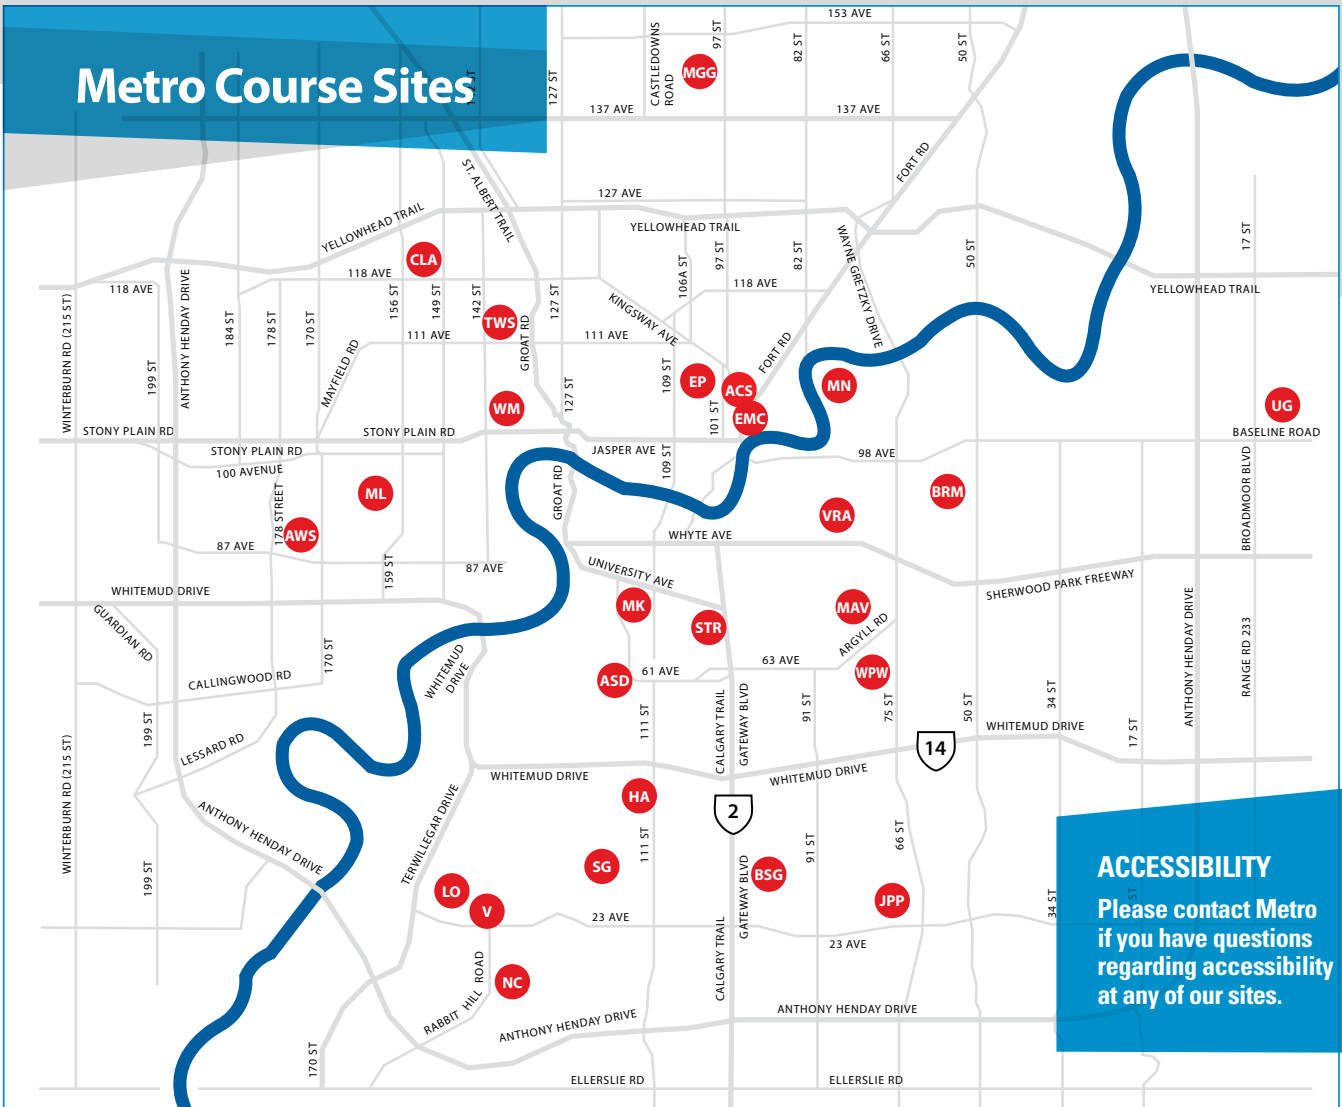 Metro Course Sites
153 AVE
97 ST
82 ST
66 ST
50 ST
CASTLEDOWNS
ROAD
MGG
127 ST
137 AVE
137 AVE
ST. ALBERT TRAIL
FORT RD
127 AVE
YELLOWHEAD TRAIL
YELLOWHEAD TRAIL
WAYNE GRETZKY DRIVE
17 ST
CLA
97 ST
82 ST
50 ST
106A ST
118 AVE
118 AVE
118 AVE
YELLOWHEAD TRAIL
WINTERBURN RD (215 ST)
ANTHONY HENDAY DRIVE
184 ST
178 ST
170 ST
156 ST
149 ST
142 ST
TWS
GROAT RD
127 ST
KINGSWAY AVE
111 AVE
111 AVE
MAYFIELD RD
199 ST
FORT RD
109 ST
EP
ACS
MN
127 ST
WM
101 ST
EMC
UG
STONY PLAIN RD
STONY PLAIN RD
BASELINE ROAD
STONY PLAIN RD
JASPER AVE
109 ST
98 AVE
100 AVENUE
GROAT RD
BROADMOOR BLVD
ML
BRM
178 STREET
VRA
AWS
WHYTE AVE
87 AVE
87 AVE
159 ST
UNIVERSITY AVE
SHERWOOD PARK FREEWAY
WHITEMUD DRIVE
MK
MAV
GUARDIAN RD
STR
ARGYLL RD
ANTHONY HENDAY DRIVE
RANGE RD 233
170 ST
WHITEMUD
DRIVE
61 AVE
63 AVE
WPW
CALLINGWOOD RD
ASD
199 ST
111 ST
CALGARY TRAIL
GATEWAY BLVD
91 ST
75 ST
50 ST
34 ST
17 ST
LESSARD RD
WHITEMUD DRIVE
14
WHITEMUD DRIVE
WHITEMUD DRIVE
WINTERBURN RD (215 ST)
HA
2
ANTHONY HENDAY DRIVE
TERWILLEGAR DRIVE
111 ST
91 ST
66 ST
199 ST
SG
BSG
GATEWAY BLVD
LO
V
JPP
34 ST
ST
23 AVE
23 AVE
CALGARY TRAIL
NC
RABBIT HILL ROAD
ANTHONY HENDAY DRIVE
ANTHONY HENDAY DRIVE
170 ST
ELLERSLIE RD
ELLERSLIE RD
ACCESSIBILITY
Please contact Metro
if you have questions
regarding accessibility
at any of our sites.